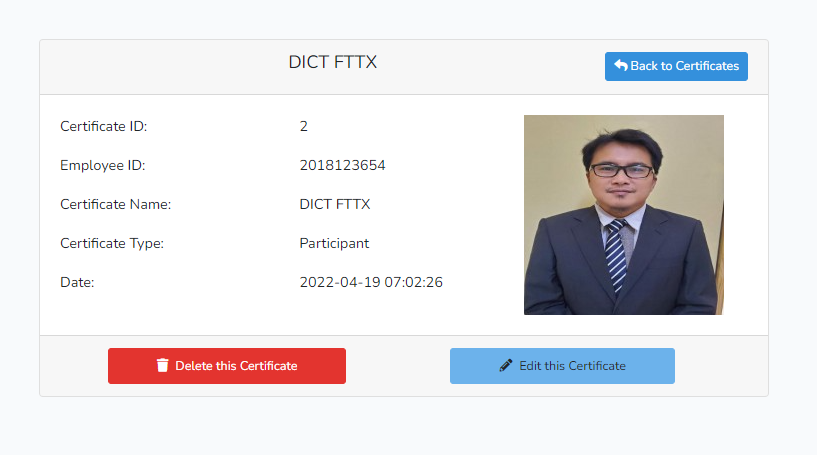 DICT FTTX
Back to Certificates
Certificate ID: 2
Employee ID: 2018123654
Certificate Name: DICT FTTX
Certificate Type: Participant
Date: 2022-04-19 07:02:26
Delete this Certificate
Edit this Certificate